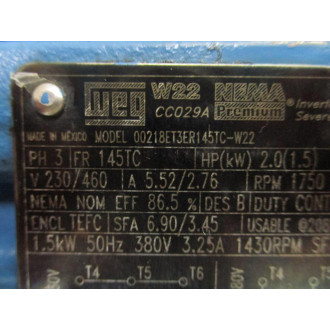 WEG W22 NEMA Premium Inver
CC029A Sever
MADE IN MÉXICO MODEL 00218ET3ER145TC-W22
PH 3 FR 145TC HP(kW) 2.0(1.5)
V 230/460 A 5.52/2.76 RPM 1750
NEMA NOM EFF 86.5 % DES B DUTY CONT
ENCL TEFC SFA 6.90/3.45 USABLE @208
1.5kW 50Hz 380V 3.25A 1430RPM SF
T4 T5 T6 T4